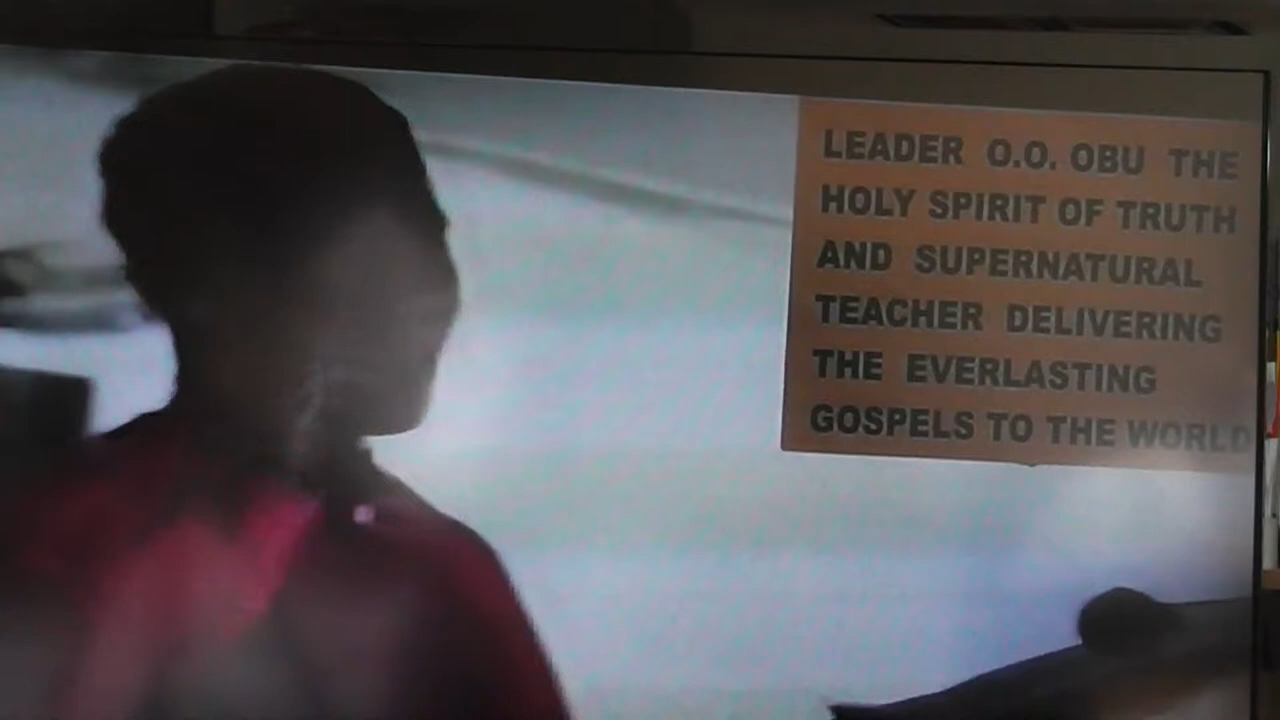 LEADER O.O. OBU THE
HOLY SPIRIT OF TRUTH
AND SUPERNATURAL
TEACHER DELIVERING
THE EVERLASTING
GOSPELS TO THE WORLD